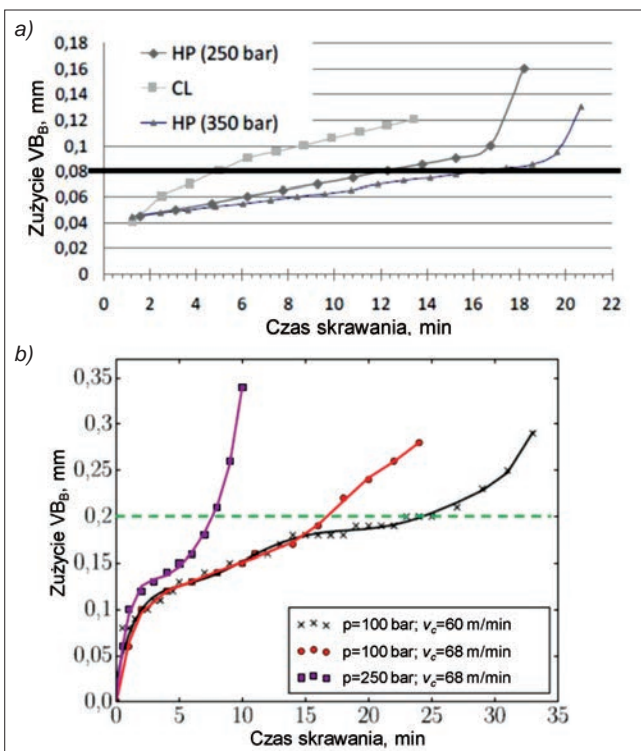 a)
0,18
0,16
0,14
0,12
0,1
0,08
0,06
0,04
0,02
0
Zużycie VB_B, mm
HP (250 bar)
CL
HP (350 bar)
0 2 4 6 8 10 12 14 16 18 20 22
Czas skrawania, min
b)
0,35
0,3
0,25
0,2
0,15
0,1
0,05
0,0
Zużycie VB_B, mm
p=100 bar; v_c=60 m/min
p=100 bar; v_c=68 m/min
p=250 bar; v_c=68 m/min
0 5 10 15 20 25 30 35
Czas skrawania, min